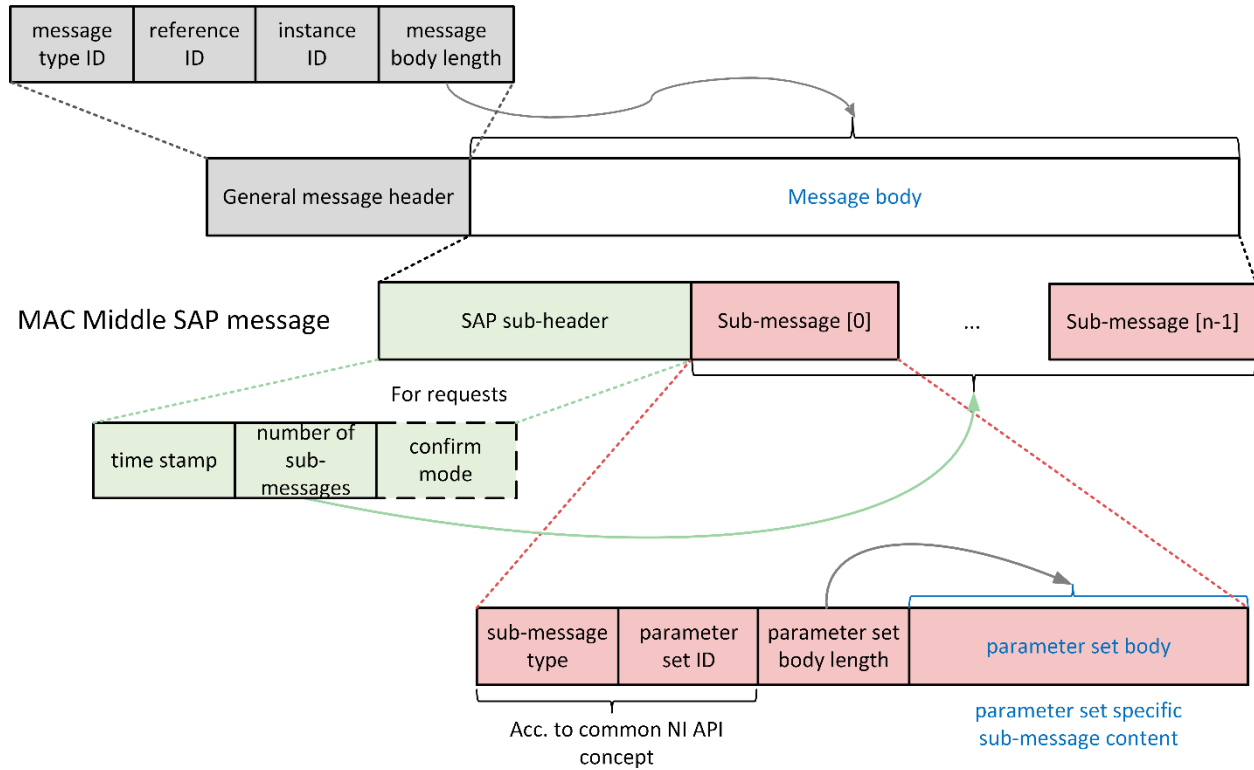 message
type ID
reference
ID
instance
ID
message
body length
General message header
Message body
MAC Middle SAP message
SAP sub-header
Sub-message [0]
...
Sub-message [n-1]
For requests
time stamp
number of
sub-
messages
confirm
mode
sub-message
type
parameter
set ID
parameter set
body length
parameter set body
Acc. to common NI API
concept
parameter set specific
sub-message content